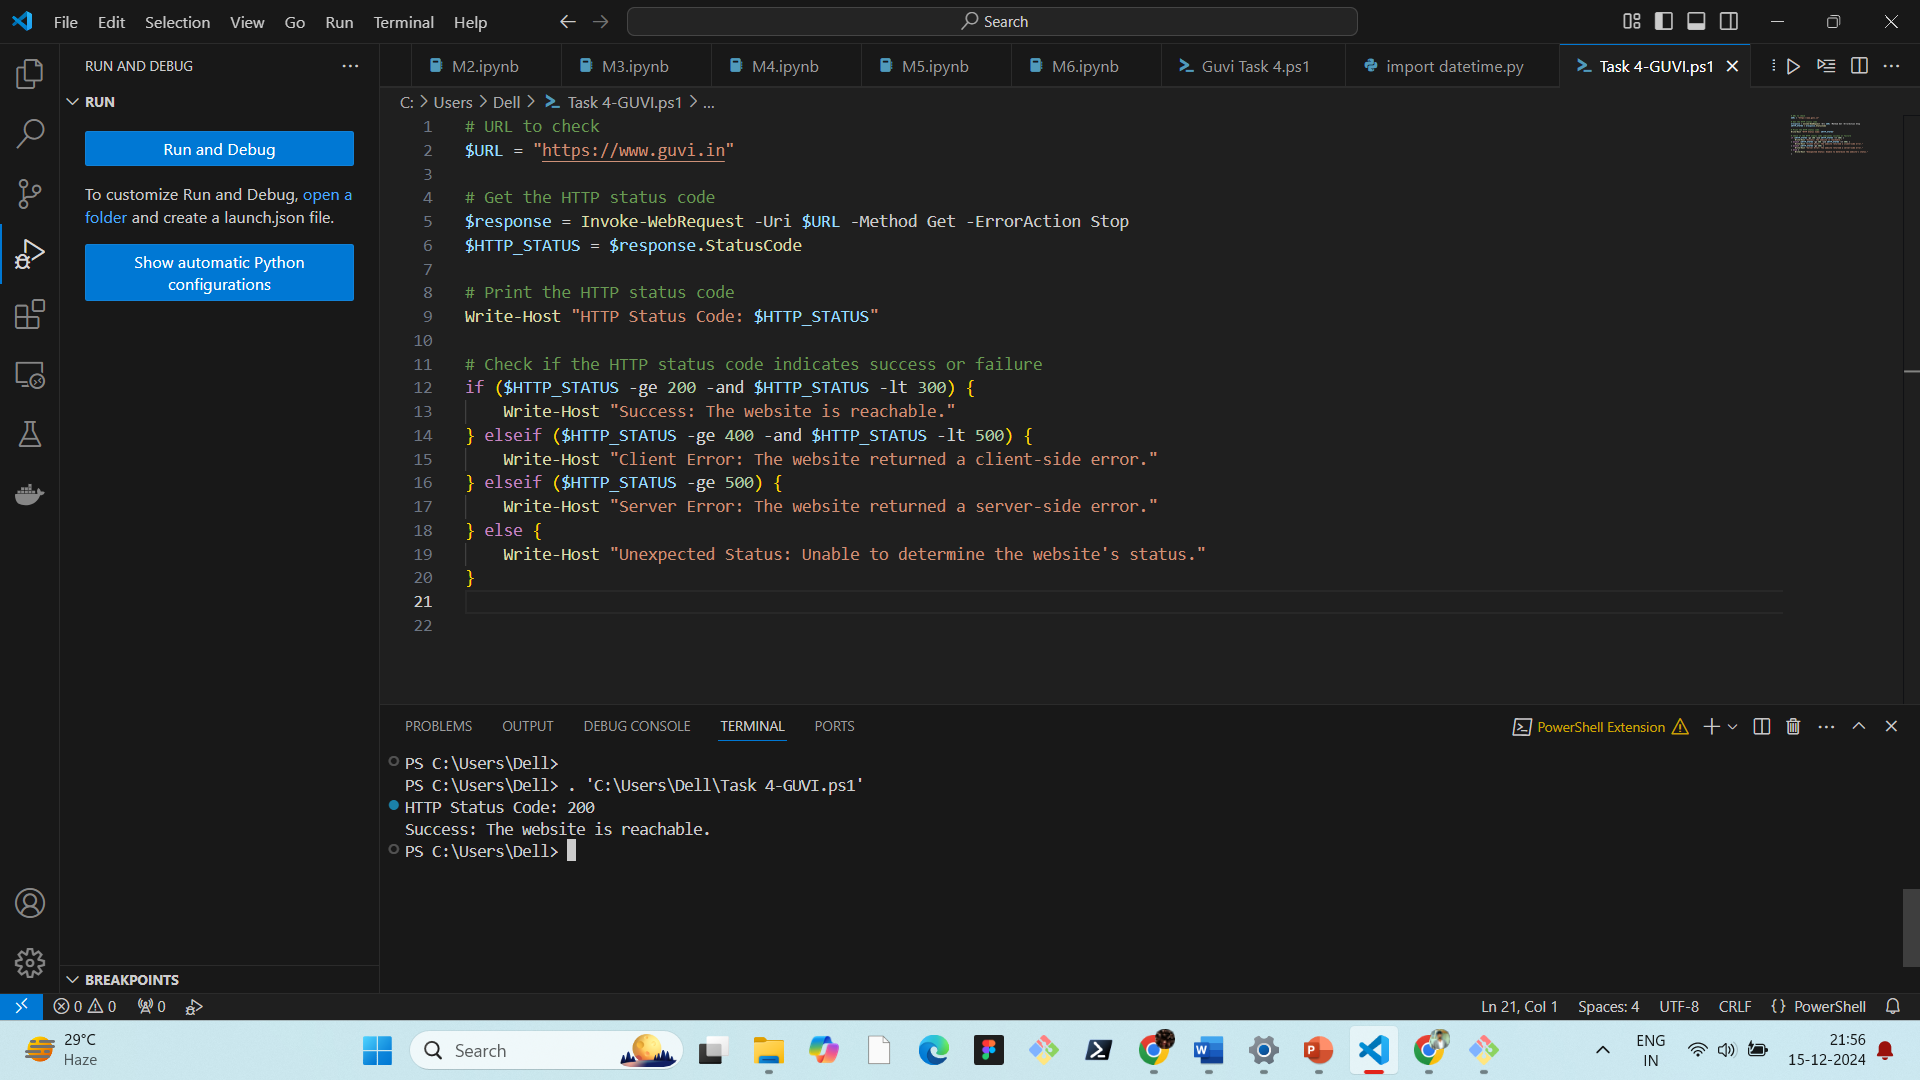 File Edit Selection View Go Run Terminal Help
Search
RUN AND DEBUG
RUN
Run and Debug
To customize Run and Debug, open a
folder and create a launch.json file.
Show automatic Python
configurations
BREAKPOINTS
M2.ipynb M3.ipynb M4.ipynb M5.ipynb M6.ipynb Guvi Task 4.ps1 import datetime.py Task 4-GUVI.ps1
C: > Users > Dell > Task 4-GUVI.ps1 > ...
1 # URL to check
2 $URL = "https://www.guvi.in"
3
4 # Get the HTTP status code
5 $response = Invoke-WebRequest -Uri $URL -Method Get -ErrorAction Stop
6 $HTTP_STATUS = $response.StatusCode
7
8 # Print the HTTP status code
9 Write-Host "HTTP Status Code: $HTTP_STATUS"
10
11 # Check if the HTTP status code indicates success or failure
12 if ($HTTP_STATUS -ge 200 -and $HTTP_STATUS -lt 300) {
13     Write-Host "Success: The website is reachable."
14 } elseif ($HTTP_STATUS -ge 400 -and $HTTP_STATUS -lt 500) {
15     Write-Host "Client Error: The website returned a client-side error."
16 } elseif ($HTTP_STATUS -ge 500) {
17     Write-Host "Server Error: The website returned a server-side error."
18 } else {
19     Write-Host "Unexpected Status: Unable to determine the website's status."
20 }
21
22
PROBLEMS OUTPUT DEBUG CONSOLE TERMINAL PORTS
PowerShell Extension
PS C:\Users\Dell>
PS C:\Users\Dell> . 'C:\Users\Dell\Task 4-GUVI.ps1'
HTTP Status Code: 200
Success: The website is reachable.
PS C:\Users\Dell>
0 0 0
Ln 21, Col 1 Spaces: 4 UTF-8 CRLF {} PowerShell
29°C
Haze
Search
ENG
IN
21:56
15-12-2024